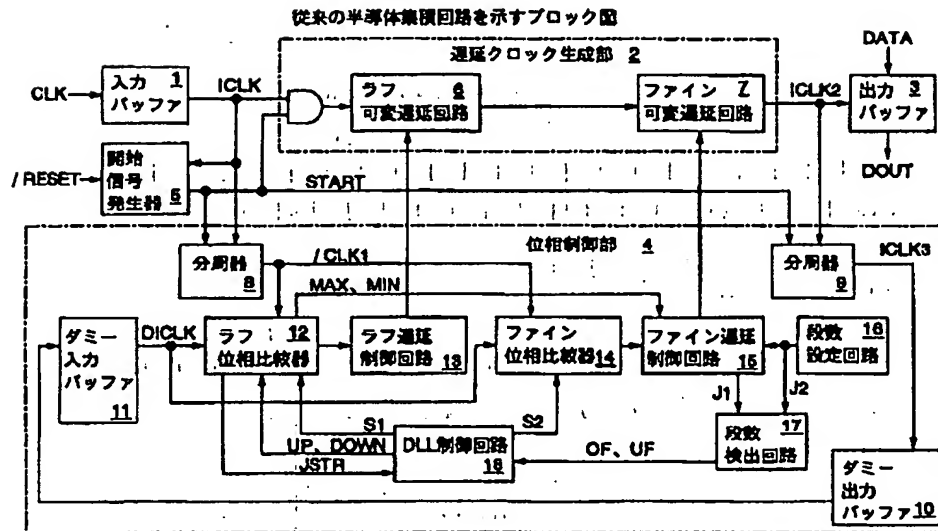 従来の半導体集積回路を示すブロック図
遅延クロック生成部 2
DATA
CLK
入力 1
バッファ
ICLK
ラフ 6
可変遅延回路
ファイン 7
可変遅延回路
ICLK2
出力 3
バッファ
DOUT
/RESET
開始
信号
発生器 5
START
位相制御部 4
分周器
8
/CLK1
分周器
9
ICLK3
MAX、MIN
ダミー
入力
バッファ
11
DICLK
ラフ 12
位相比較器
ラフ遅延
制御回路 13
ファイン
位相比較器 14
ファイン遅延
制御回路
15
段数 16
設定回路
J1
J2
S1
S2
UP、DOWN
JSTR
DLL制御回路
18
OF、UF
段数 17
検出回路
ダミー
出力
バッファ 10